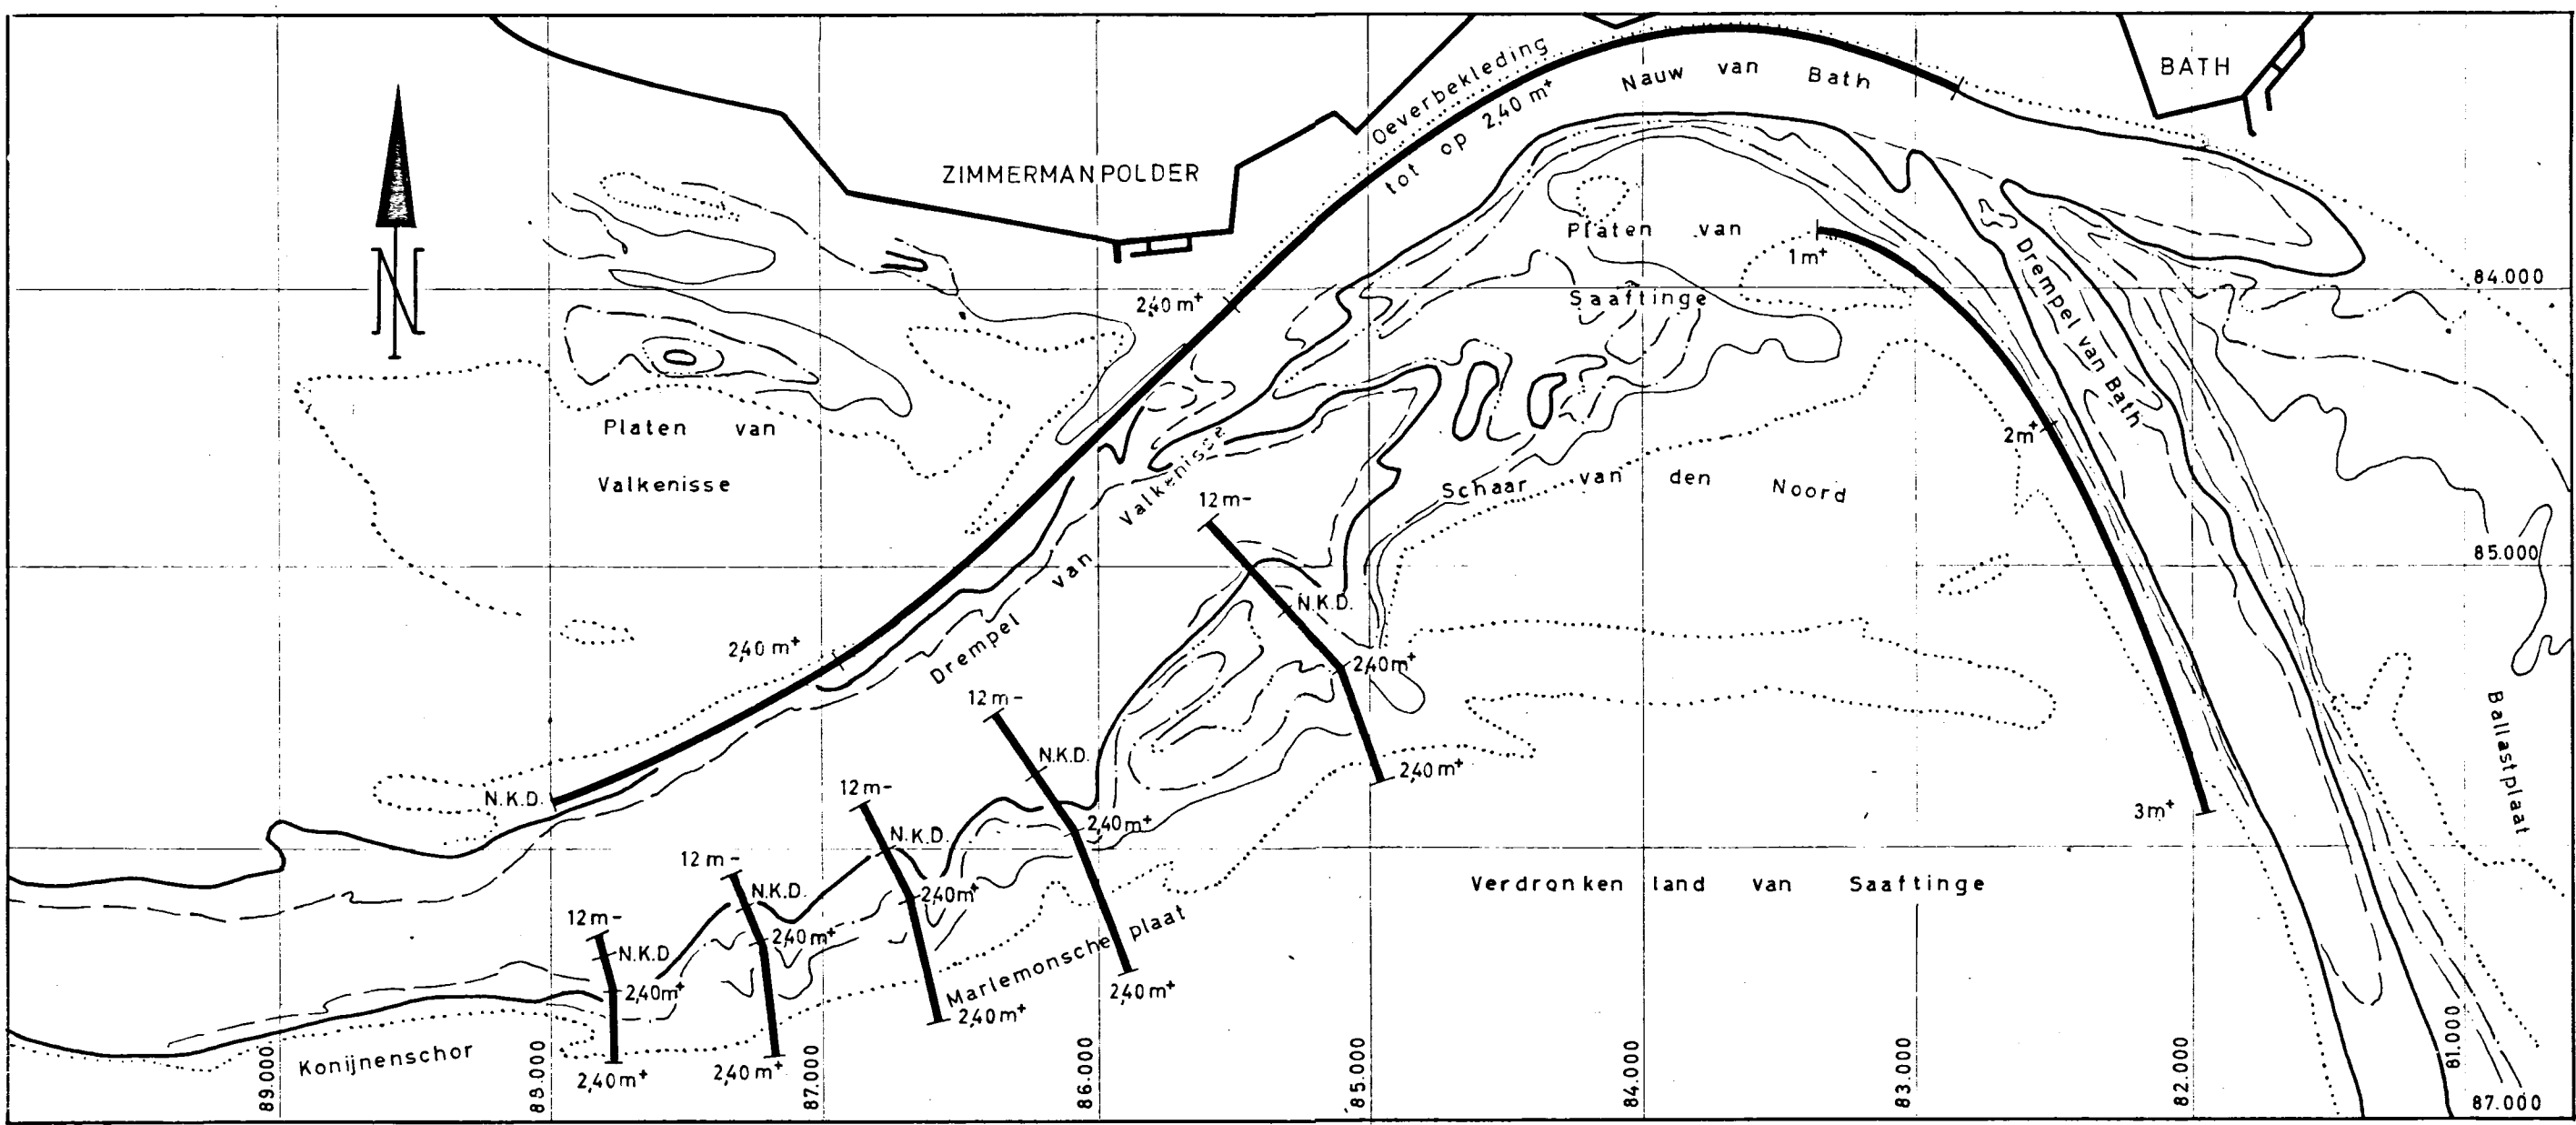 BATH
Nauw van Bath
Oeverbekleding
tot op 2,40 m+
ZIMMERMANPOLDER
N
Platen van
Saaftinge
1m+
84.000
2,40 m+
Drempel van Bath
Platen van
Valkenisse
2m+
Schaar van den Noord
12m-
N.K.D.
2,40m+
2,40m+
85.000
Drempel van Valkenisse
2,40 m+
N.K.D.
12m-
N.K.D.
2,40m+
2,40m+
12m-
N.K.D.
2,40m+
2,40m+
12m-
N.K.D.
2,40m+
2,40m+
12m-
N.K.D
2,40m+
2,40m+
Marlemonsche plaat
Ballastplaat
3m+
Verdronken land van Saaftinge
Konijnenschor
89.000
88.000
87.000
86.000
85.000
84.000
83.000
82.000
81.000
87.000